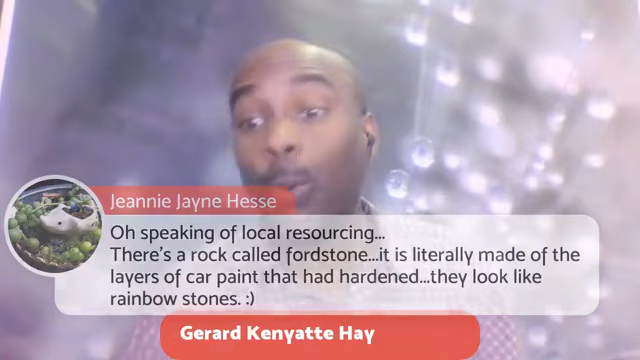 Jeannie Jayne Hesse
Oh speaking of local resourcing...
There's a rock called fordstone...it is literally made of the
layers of car paint that had hardened...they look like
rainbow stones. :)
Gerard Kenyatte Hay